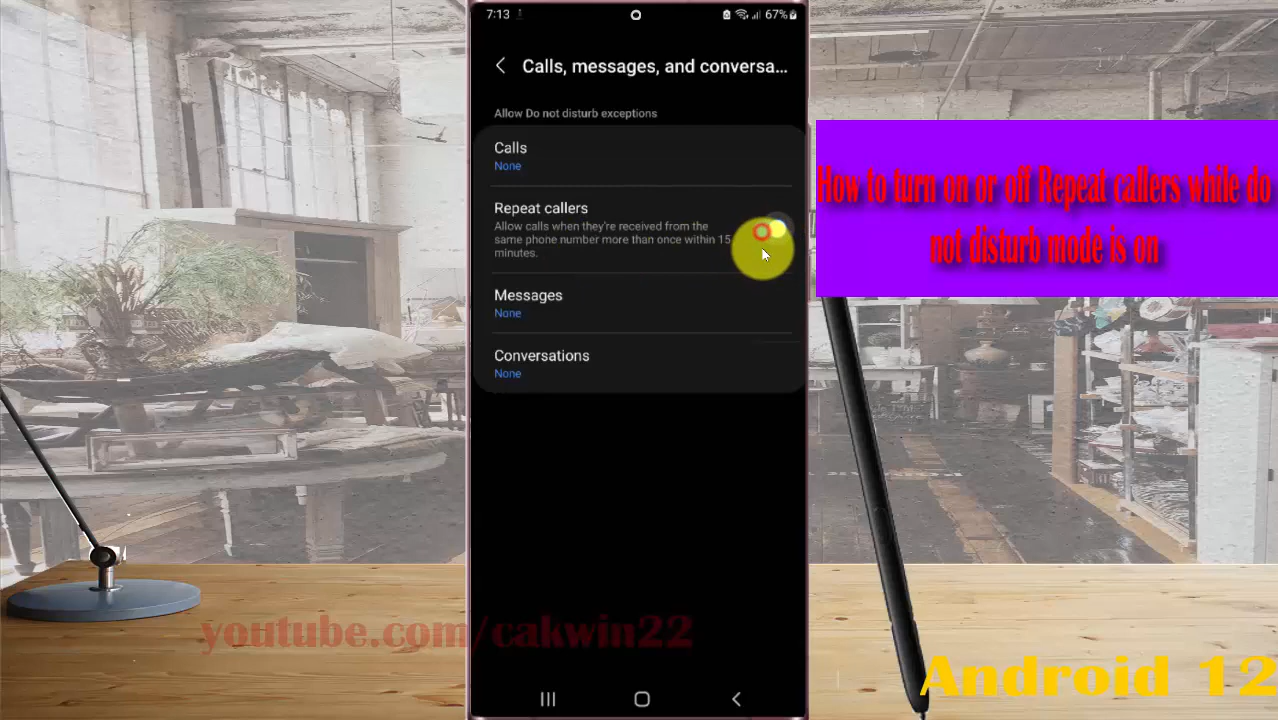 7:13
67%
Calls, messages, and conversa...
Allow Do not disturb exceptions
Calls
None
Repeat callers
Allow calls when they're received from the
same phone number more than once within 15
minutes.
Messages
None
Conversations
None
How to turn on or off Repeat callers while do
not disturb mode is on
youtube.com/cakwin22
Android 12